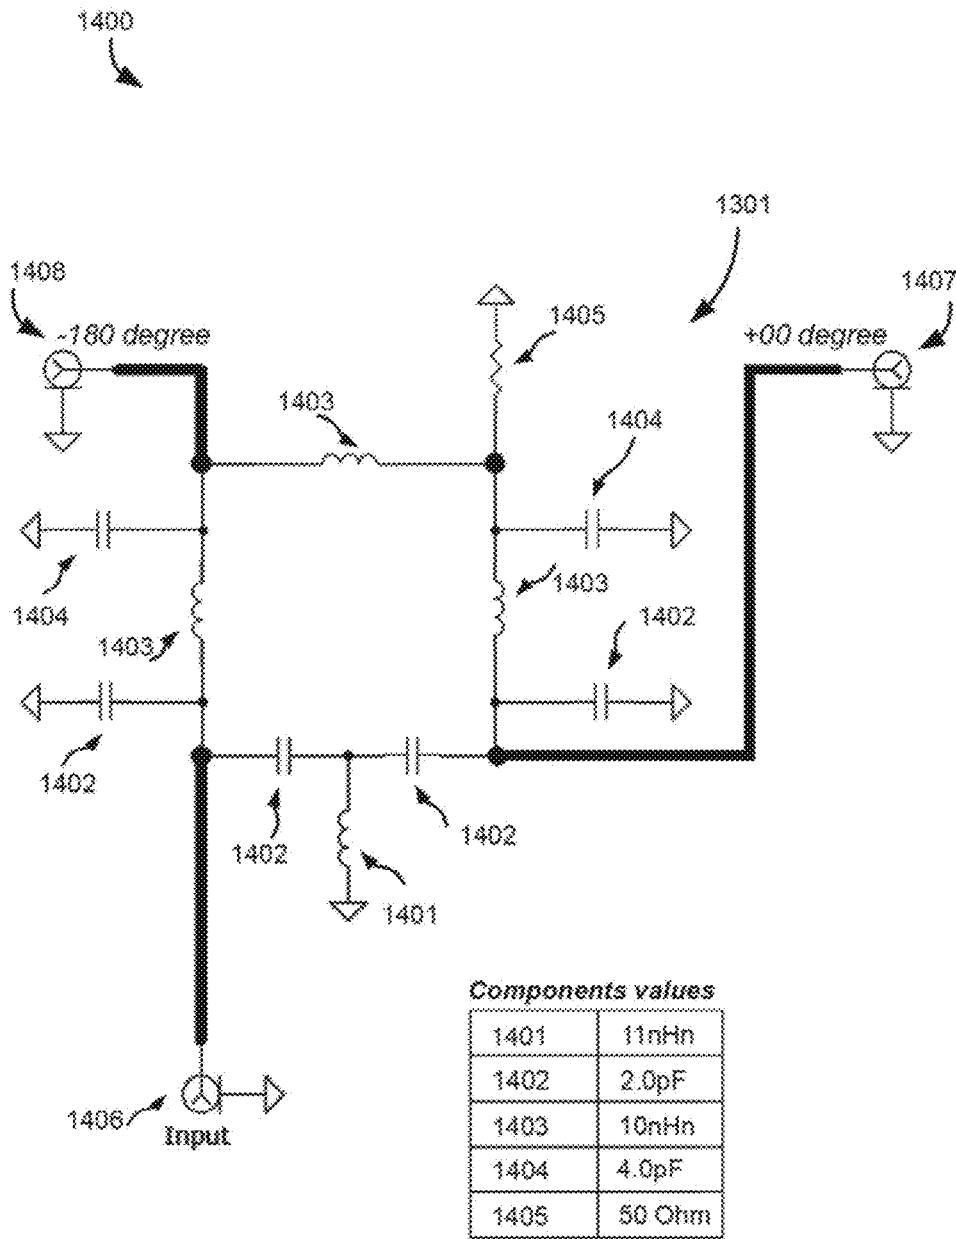 1400
1301
1408
-180 degree
1407
+00 degree
1405
1403
1404
1404
1403
1403
1402
1402
1402
1402
1401
1406
Input
Components values
1401 11nHn
1402 2.0pF
1403 10nHn
1404 4.0pF
1405 50 Ohm